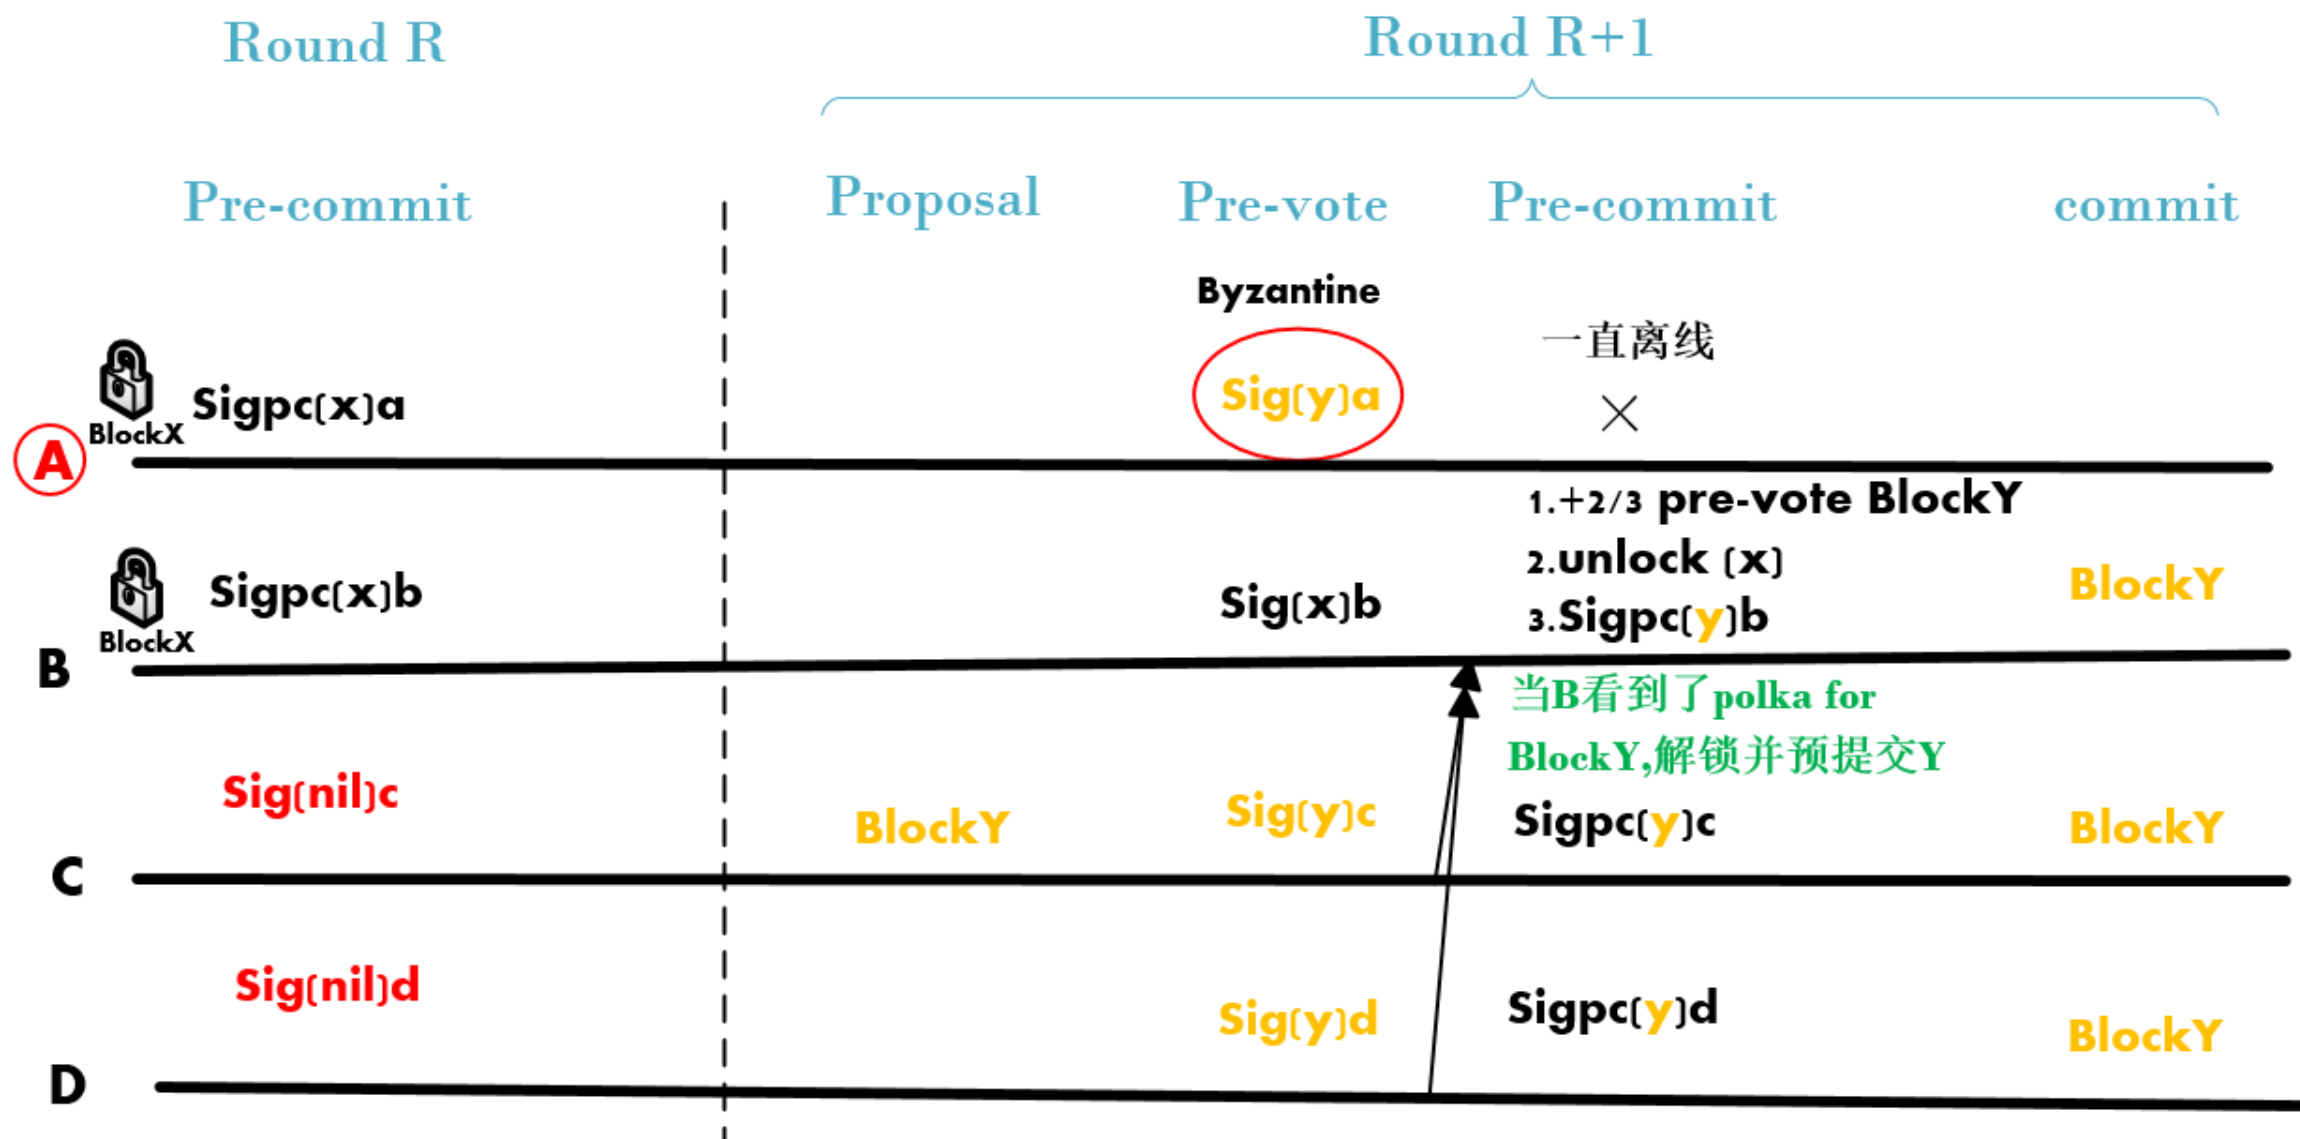 Round R
Round R+1
Pre-commit
Proposal
Pre-vote
Pre-commit
commit
Byzantine
一直离线
BlockX
Sigpc(x)a
Sig(y)a
×
A
1.+2/3 pre-vote BlockY
2.unlock (x)
3.Sigpc(y)b
BlockX
Sigpc(x)b
Sig(x)b
BlockY
B
当B看到了polka for
BlockY,解锁并预提交Y
Sig(nil)c
BlockY
Sig(y)c
Sigpc(y)c
BlockY
C
Sig(nil)d
Sig(y)d
Sigpc(y)d
BlockY
D